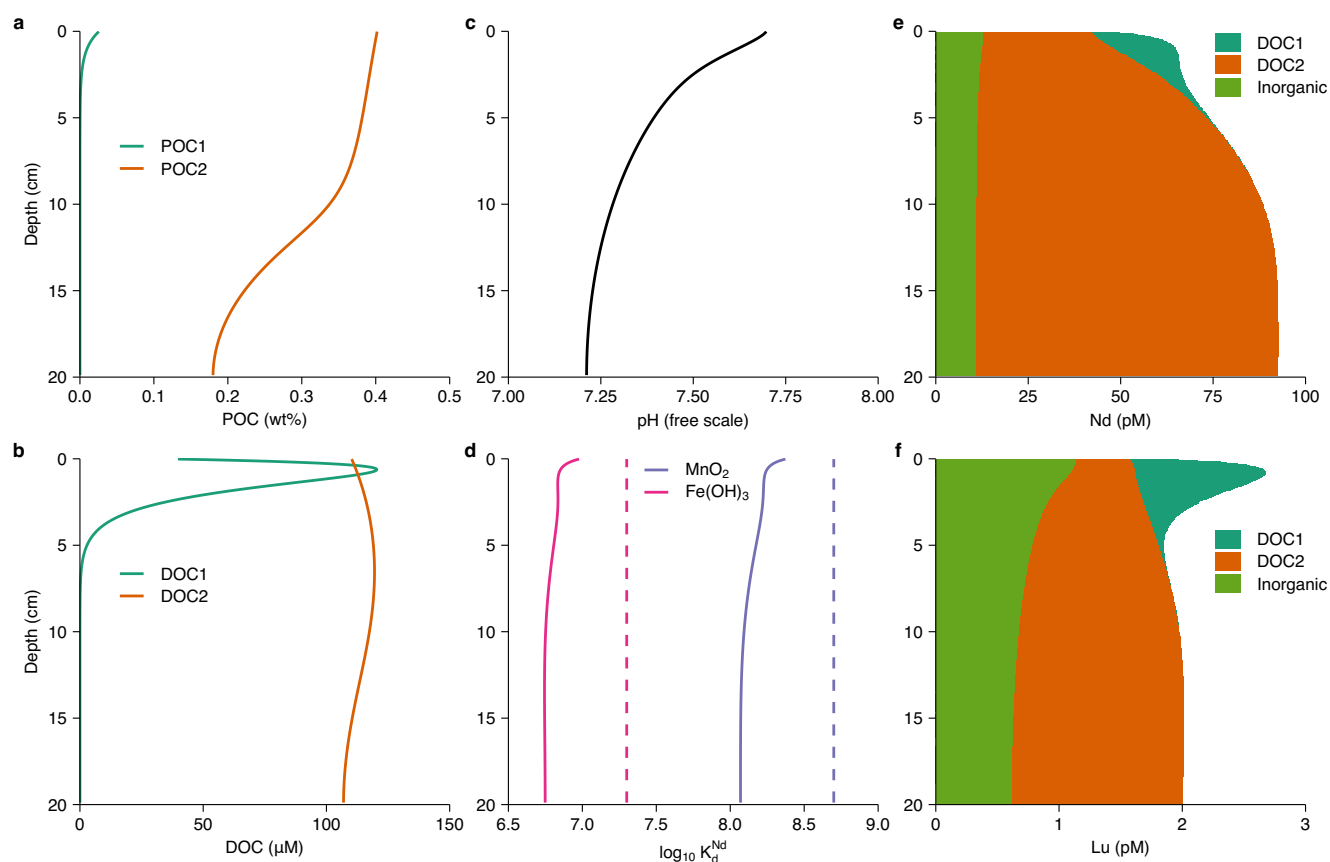 a
0
5
10
15
20
Depth (cm)
POC1
POC2
0.0 0.1 0.2 0.3 0.4 0.5
POC (wt%)
c
0
5
10
15
20
7.00 7.25 7.50 7.75 8.00
pH (free scale)
e
0
5
10
15
20
DOC1
DOC2
Inorganic
0 25 50 75 100
Nd (pM)
b
0
5
10
15
20
Depth (cm)
DOC1
DOC2
0 50 100 150
DOC (μM)
d
0
5
10
15
20
MnO₂
Fe(OH)₃
6.5 7.0 7.5 8.0 8.5 9.0
log₁₀ K_d^Nd
f
0
5
10
15
20
DOC1
DOC2
Inorganic
0 1 2 3
Lu (pM)